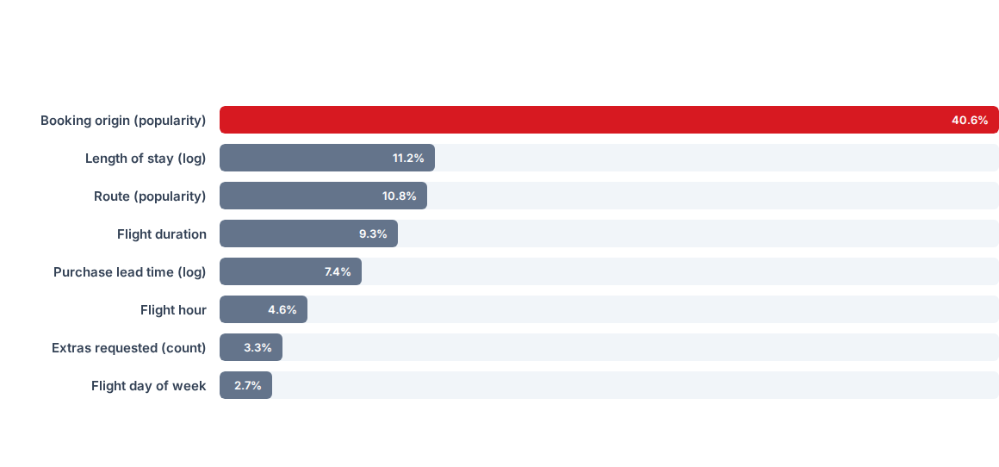 Booking origin (popularity) 40.6%
Length of stay (log) 11.2%
Route (popularity) 10.8%
Flight duration 9.3%
Purchase lead time (log) 7.4%
Flight hour 4.6%
Extras requested (count) 3.3%
Flight day of week 2.7%